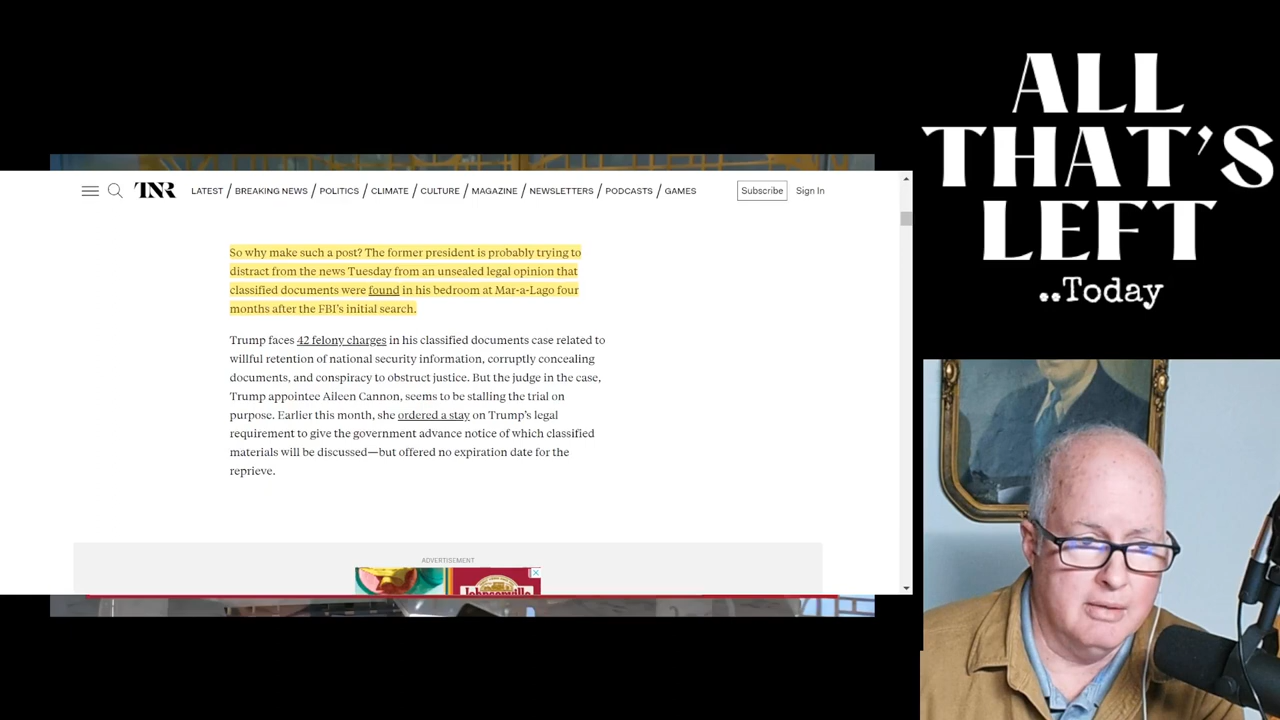 TNR LATEST / BREAKING NEWS / POLITICS / CLIMATE / CULTURE / MAGAZINE / NEWSLETTERS / PODCASTS / GAMES Subscribe Sign In
So why make such a post? The former president is probably trying to
distract from the news Tuesday from an unsealed legal opinion that
classified documents were found in his bedroom at Mar-a-Lago four
months after the FBI’s initial search.
Trump faces 42 felony charges in his classified documents case related to
willful retention of national security information, corruptly concealing
documents, and conspiracy to obstruct justice. But the judge in the case,
Trump appointee Aileen Cannon, seems to be stalling the trial on
purpose. Earlier this month, she ordered a stay on Trump’s legal
requirement to give the government advance notice of which classified
materials will be discussed—but offered no expiration date for the
reprieve.
ADVERTISEMENT
Johnsonville
ALL
THAT’S
LEFT
..Today